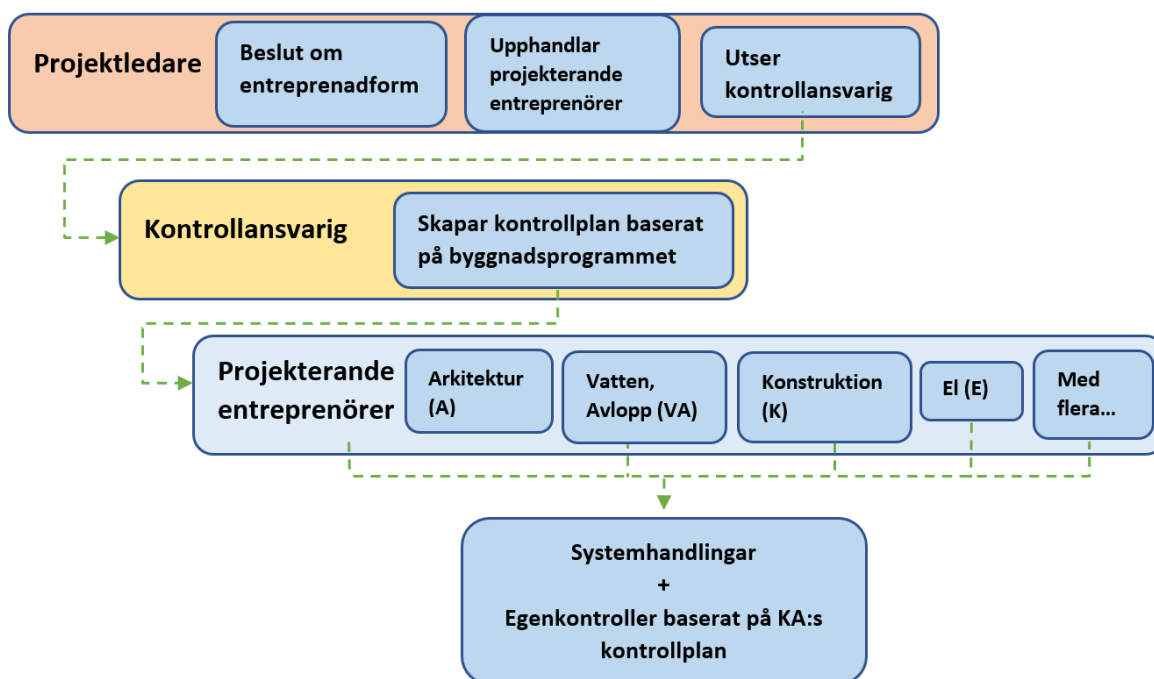 Projektledare
Beslut om
entreprenadform
Upphandlar
projekterande
entreprenörer
Utser
kontrollansvarig
Kontrollansvarig
Skapar kontrollplan baserat
på byggnadsprogrammet
Projekterande
entreprenörer
Arkitektur
(A)
Vatten,
Avlopp (VA)
Konstruktion
(K)
El (E)
Med
flera...
Systemhandlingar
+
Egenkontroller baserat på KA:s
kontrollplan